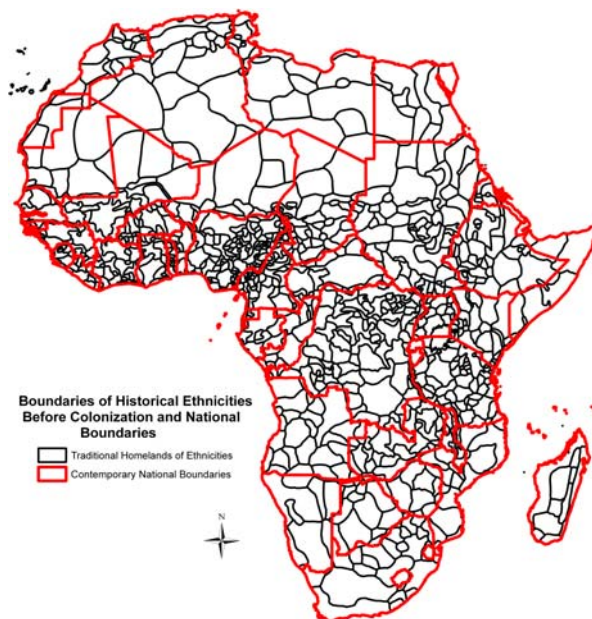 Boundaries of Historical Ethnicities
Before Colonization and National
Boundaries
Traditional Homelands of Ethnicities
Contemporary National Boundaries
N